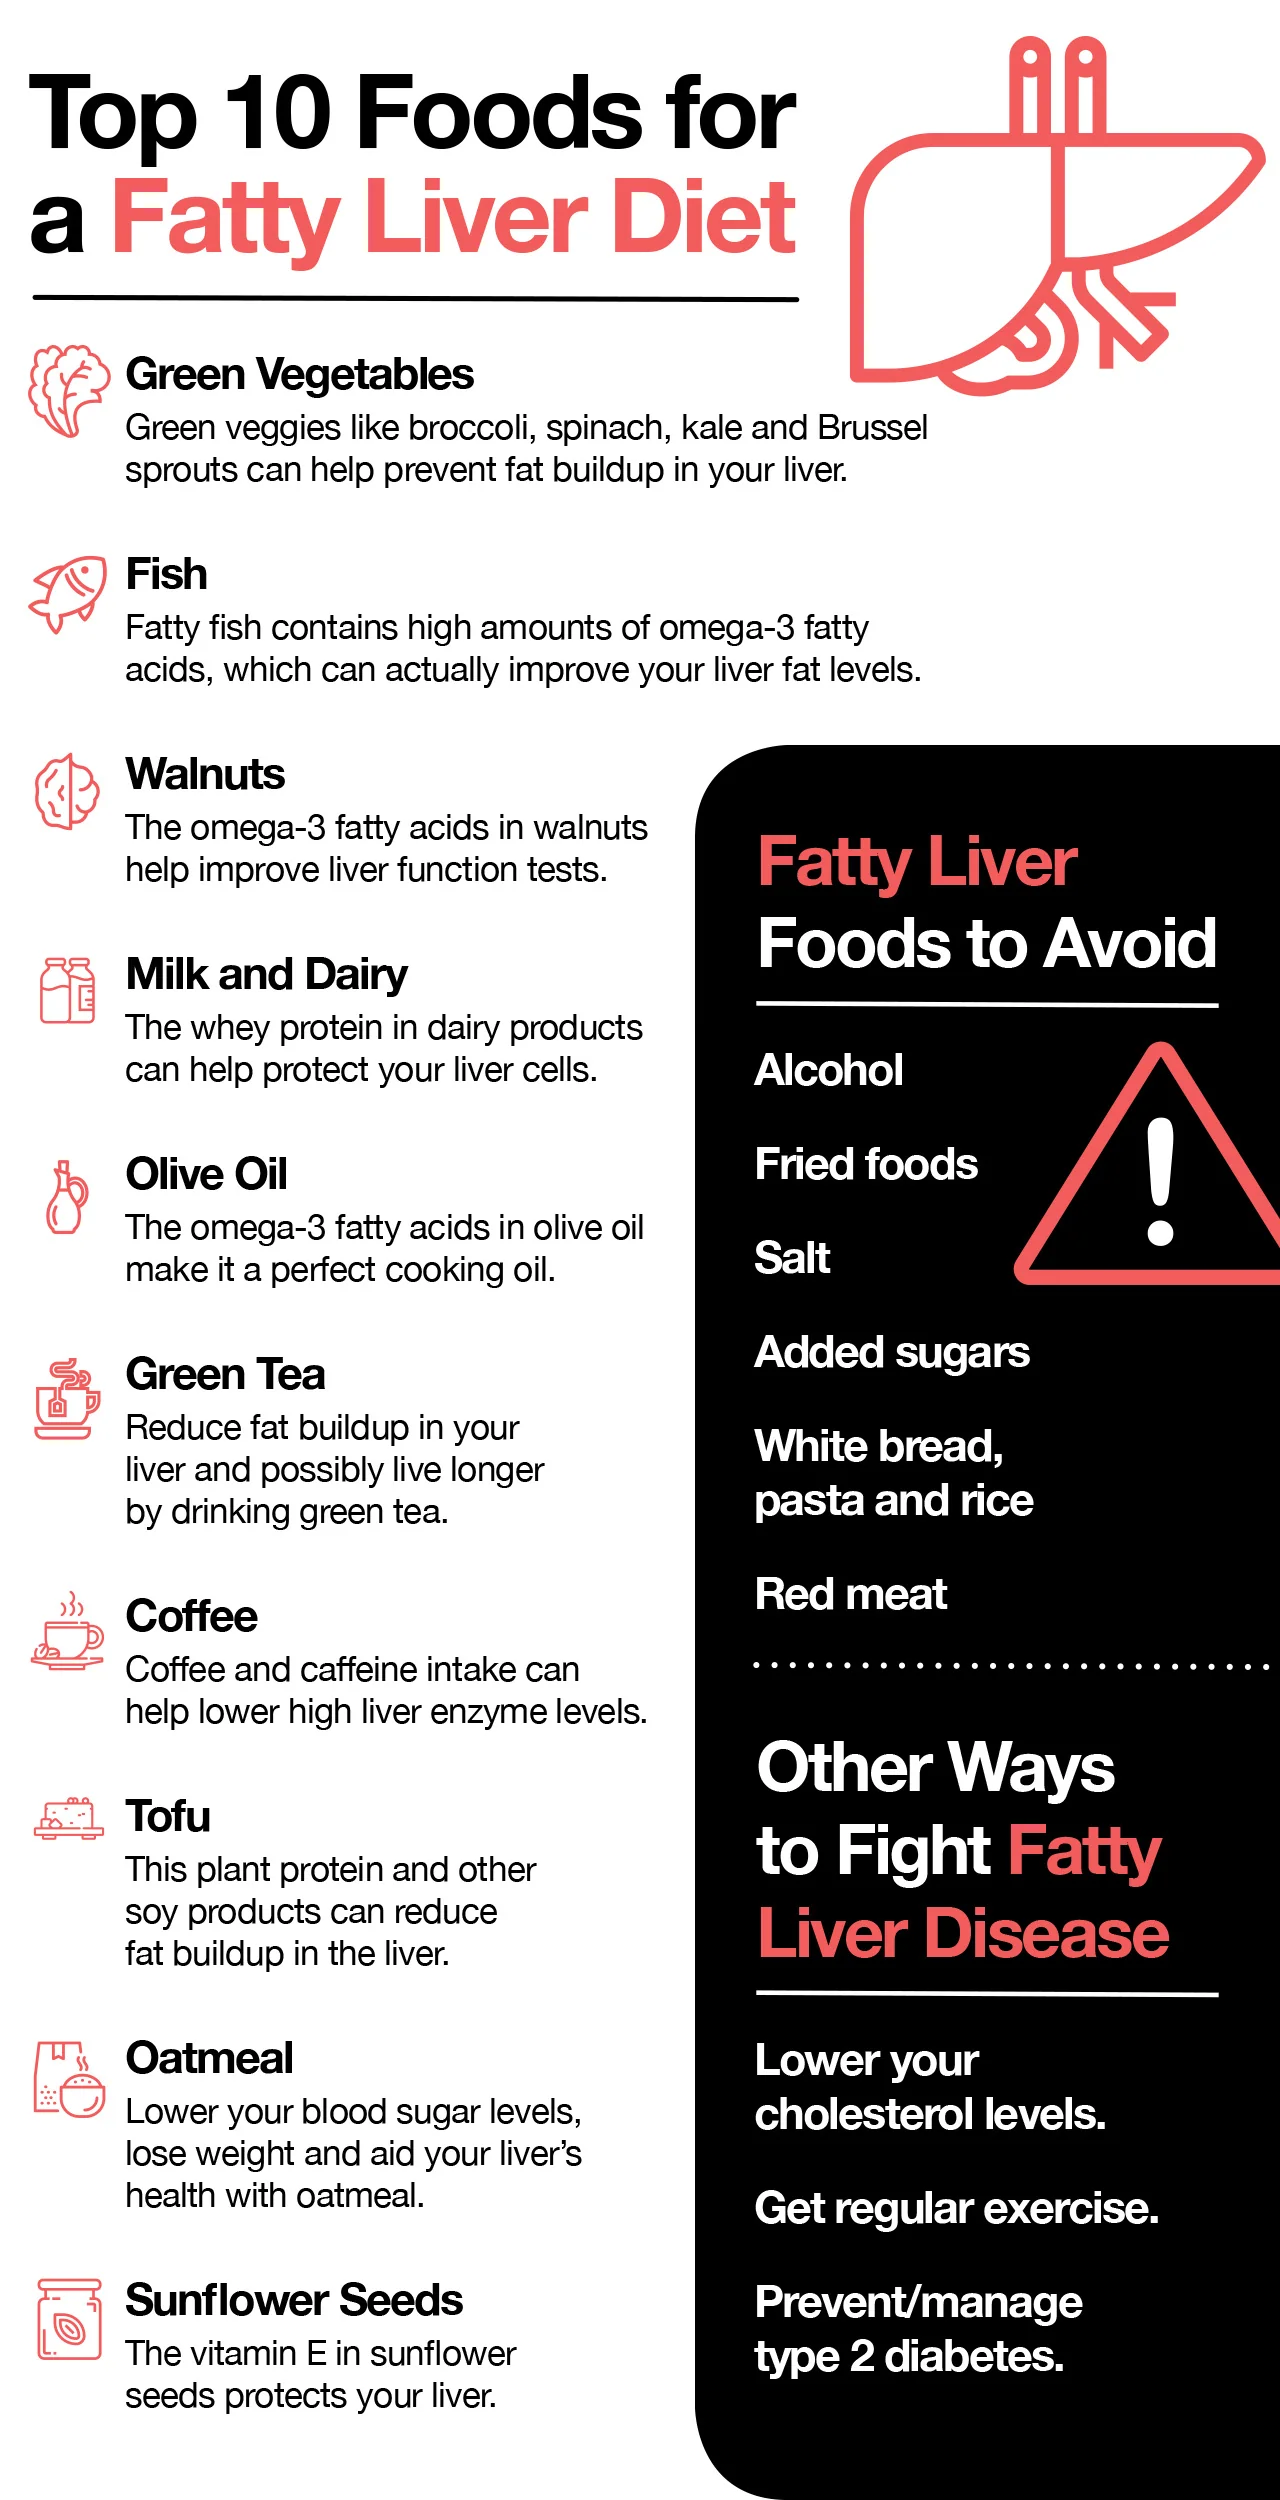 Top 10 Foods for
a Fatty Liver Diet
Green Vegetables
Green veggies like broccoli, spinach, kale and Brussel
sprouts can help prevent fat buildup in your liver.
Fish
Fatty fish contains high amounts of omega-3 fatty
acids, which can actually improve your liver fat levels.
Walnuts
The omega-3 fatty acids in walnuts
help improve liver function tests.
Milk and Dairy
The whey protein in dairy products
can help protect your liver cells.
Olive Oil
The omega-3 fatty acids in olive oil
make it a perfect cooking oil.
Green Tea
Reduce fat buildup in your
liver and possibly live longer
by drinking green tea.
Coffee
Coffee and caffeine intake can
help lower high liver enzyme levels.
Tofu
This plant protein and other
soy products can reduce
fat buildup in the liver.
Oatmeal
Lower your blood sugar levels,
lose weight and aid your liver’s
health with oatmeal.
Sunflower Seeds
The vitamin E in sunflower
seeds protects your liver.
Fatty Liver
Foods to Avoid
Alcohol
Fried foods
Salt
Added sugars
White bread,
pasta and rice
Red meat
Other Ways
to Fight Fatty
Liver Disease
Lower your
cholesterol levels.
Get regular exercise.
Prevent/manage
type 2 diabetes.